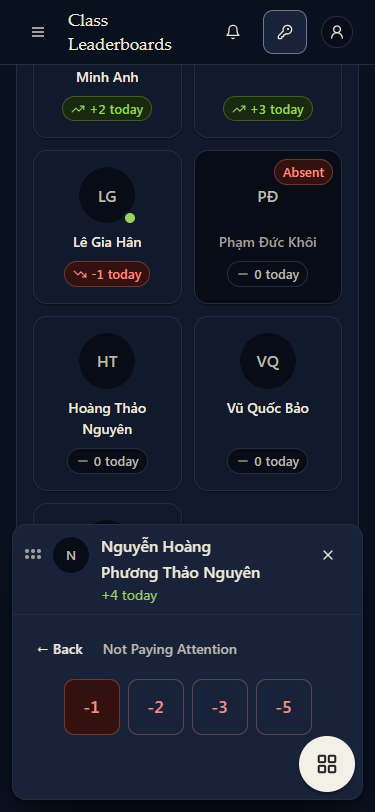 Class
Leaderboards
Minh Anh
+2 today
+3 today
LG
Lê Gia Hân
-1 today
Absent
PĐ
Phạm Đức Khôi
0 today
HT
Hoàng Thảo
Nguyên
0 today
VQ
Vũ Quốc Bảo
0 today
N
Nguyễn Hoàng
Phương Thảo Nguyên
+4 today
← Back
Not Paying Attention
-1
-2
-3
-5